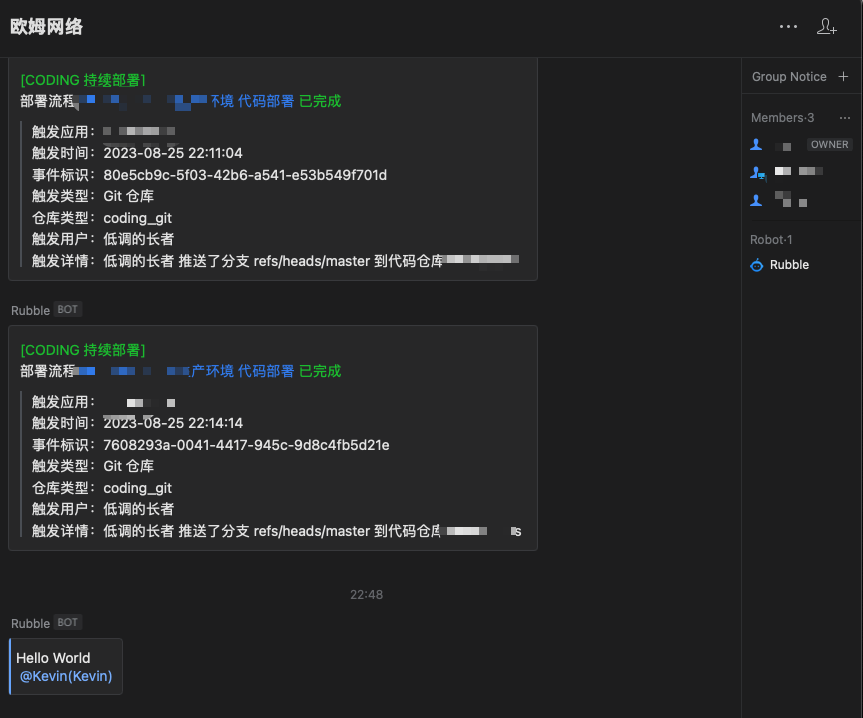 欧姆网络
[CODING 持续部署]
部署流程 环境 代码部署 已完成
触发应用：
触发时间：2023-08-25 22:11:04
事件标识：80e5cb9c-5f03-42b6-a541-e53b549f701d
触发类型：Git 仓库
仓库类型：coding_git
触发用户：低调的长者
触发详情：低调的长者 推送了分支 refs/heads/master 到代码仓库
Rubble BOT
[CODING 持续部署]
部署流程 产环境 代码部署 已完成
触发应用：
触发时间：2023-08-25 22:14:14
事件标识：7608293a-0041-4417-945c-9d8c4fb5d21e
触发类型：Git 仓库
仓库类型：coding_git
触发用户：低调的长者
触发详情：低调的长者 推送了分支 refs/heads/master 到代码仓库 s
22:48
Rubble BOT
Hello World
@Kevin(Kevin)
Group Notice
Members·3
OWNER
Robot·1
Rubble